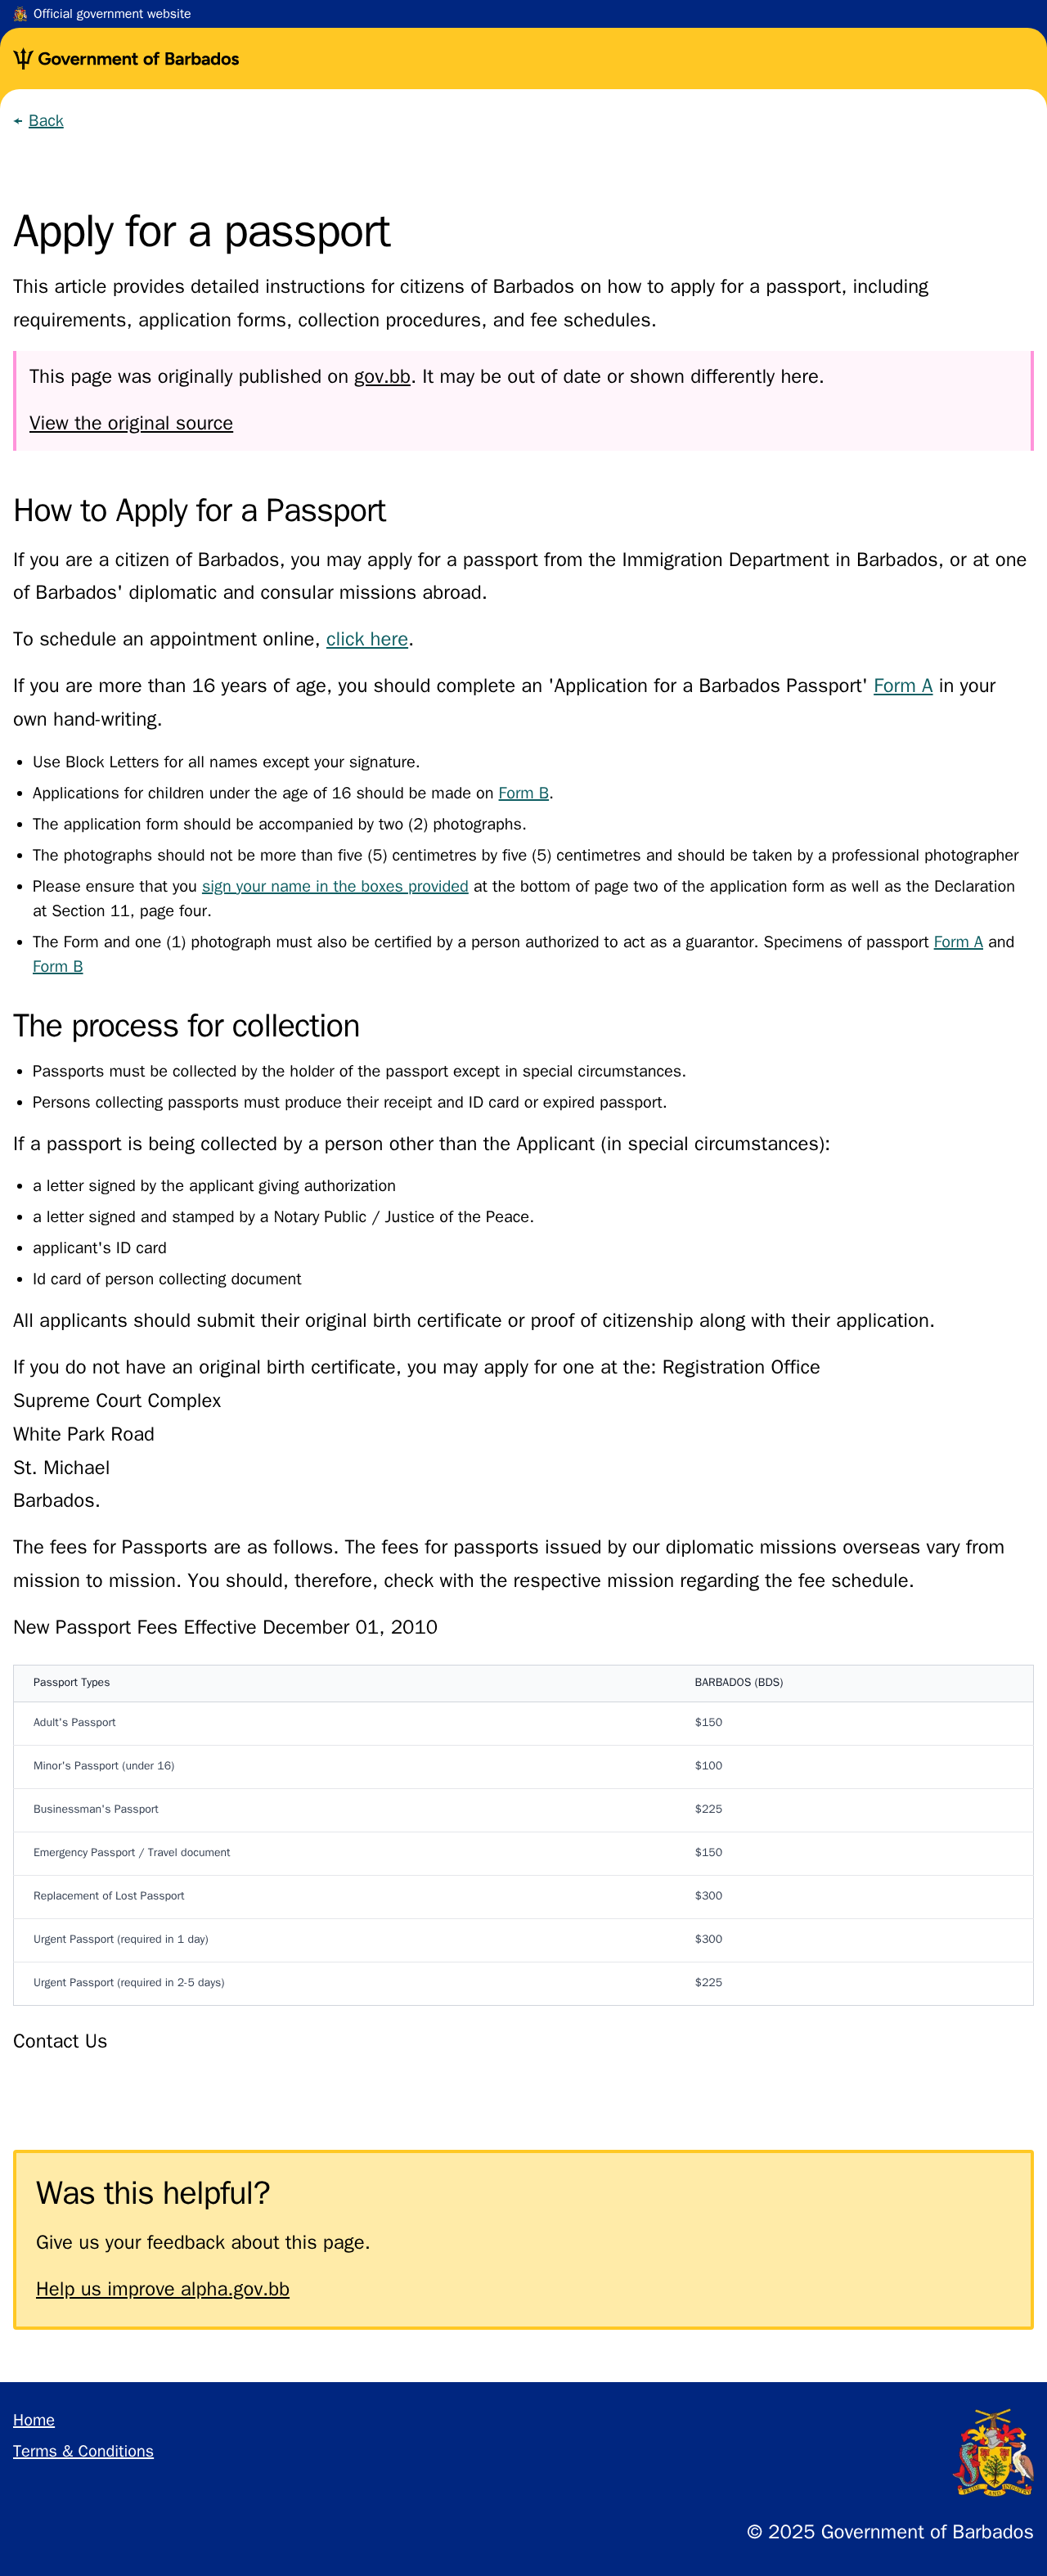 Official government website
Government of Barbados
Back
Apply for a passport
This article provides detailed instructions for citizens of Barbados on how to apply for a passport, including
requirements, application forms, collection procedures, and fee schedules.
This page was originally published on gov.bb. It may be out of date or shown differently here.
View the original source
How to Apply for a Passport
If you are a citizen of Barbados, you may apply for a passport from the Immigration Department in Barbados, or at one
of Barbados' diplomatic and consular missions abroad.
To schedule an appointment online, click here.
If you are more than 16 years of age, you should complete an 'Application for a Barbados Passport' Form A in your
own hand-writing.
• Use Block Letters for all names except your signature.
• Applications for children under the age of 16 should be made on Form B.
• The application form should be accompanied by two (2) photographs.
• The photographs should not be more than five (5) centimetres by five (5) centimetres and should be taken by a professional photographer
• Please ensure that you sign your name in the boxes provided at the bottom of page two of the application form as well as the Declaration
at Section 11, page four.
• The Form and one (1) photograph must also be certified by a person authorized to act as a guarantor. Specimens of passport Form A and
Form B
The process for collection
• Passports must be collected by the holder of the passport except in special circumstances.
• Persons collecting passports must produce their receipt and ID card or expired passport.
If a passport is being collected by a person other than the Applicant (in special circumstances):
• a letter signed by the applicant giving authorization
• a letter signed and stamped by a Notary Public / Justice of the Peace.
• applicant's ID card
• Id card of person collecting document
All applicants should submit their original birth certificate or proof of citizenship along with their application.
If you do not have an original birth certificate, you may apply for one at the: Registration Office
Supreme Court Complex
White Park Road
St. Michael
Barbados.
The fees for Passports are as follows. The fees for passports issued by our diplomatic missions overseas vary from
mission to mission. You should, therefore, check with the respective mission regarding the fee schedule.
New Passport Fees Effective December 01, 2010
Passport Types BARBADOS (BDS)
Adult's Passport $150
Minor's Passport (under 16) $100
Businessman's Passport $225
Emergency Passport / Travel document $150
Replacement of Lost Passport $300
Urgent Passport (required in 1 day) $300
Urgent Passport (required in 2-5 days) $225
Contact Us
Was this helpful?
Give us your feedback about this page.
Help us improve alpha.gov.bb
Home
Terms & Conditions
PRIDE AND INDUSTRY
© 2025 Government of Barbados